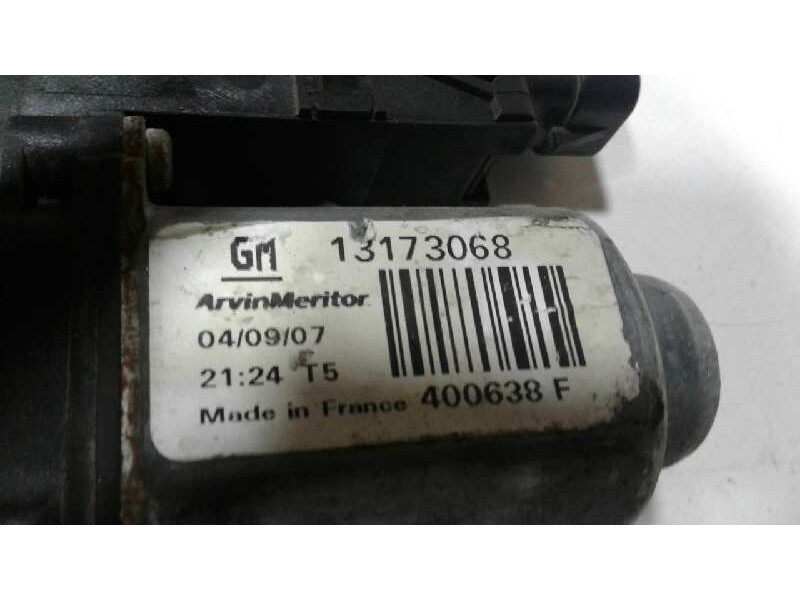 GM 13173068
ArvinMeritor
04/09/07
21:24 T5
Made in France 400638 F